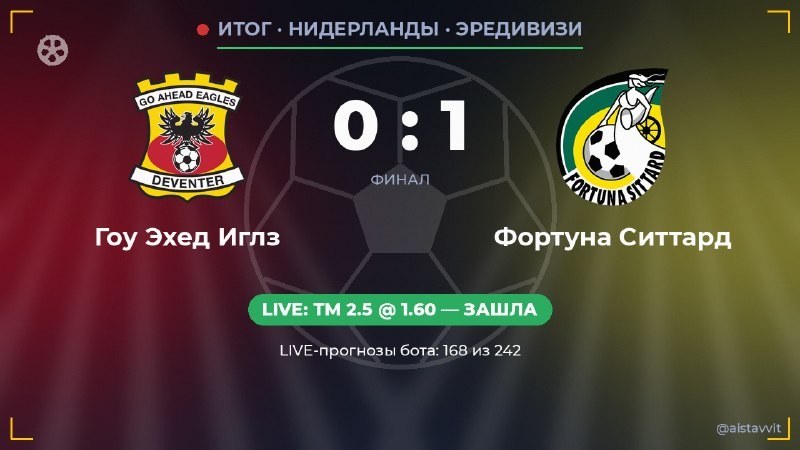 ИТОГ · НИДЕРЛАНДЫ · ЭРЕДИВИЗИ
GO AHEAD EAGLES
DEVENTER
0 : 1
ФИНАЛ
FORTUNA SITTARD
Гоу Эхед Иглз
Фортуна Ситтард
LIVE: ТМ 2.5 @ 1.60 — ЗАШЛА
LIVE-прогнозы бота: 168 из 242
@aistavvit